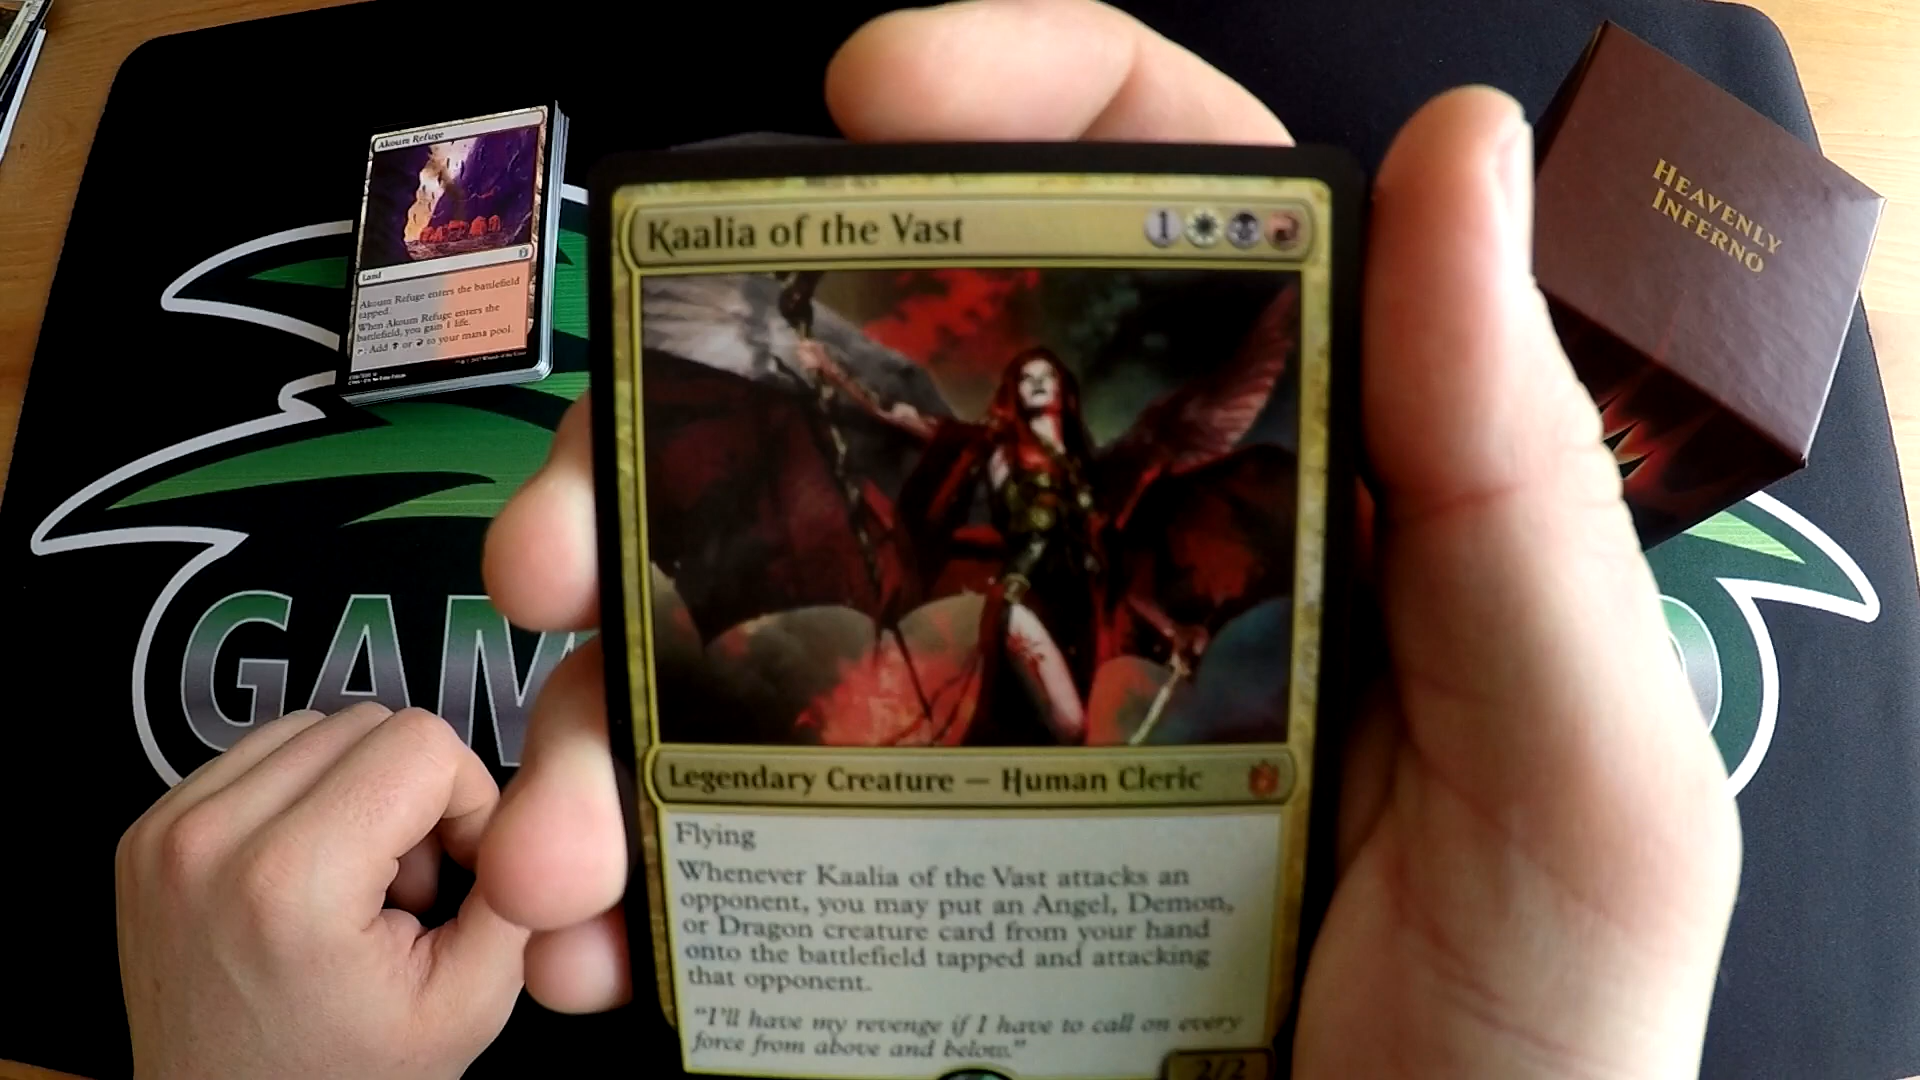 Akoum Refuge
Land
Akoum Refuge enters the battlefield
tapped.
When Akoum Refuge enters the
battlefield, you gain 1 life.
: Add or to your mana pool.
Kaalia of the Vast
1
Legendary Creature — Human Cleric
Flying
Whenever Kaalia of the Vast attacks an
opponent, you may put an Angel, Demon,
or Dragon creature card from your hand
onto the battlefield tapped and attacking
that opponent.
"I'll have my revenge if I have to call on every
force from above and below."
2/2
HEAVENLY
INFERNO
GAM